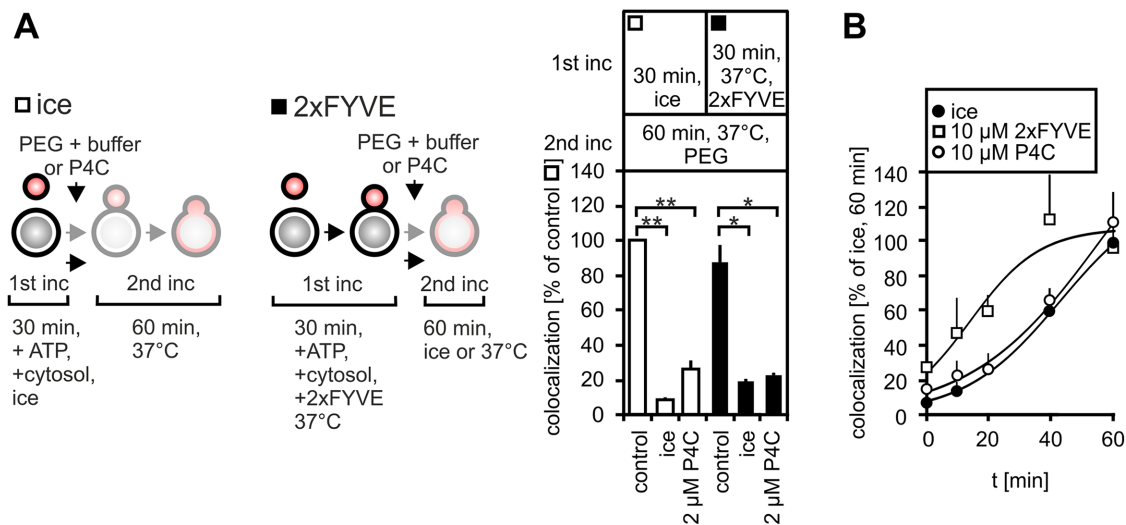 A
ice
PEG + buffer
or P4C
1st inc
2nd inc
30 min,
+ ATP,
+cytosol,
ice
60 min,
37°C
2xFYVE
PEG + buffer
or P4C
1st inc
2nd inc
30 min,
+ATP,
+cytosol,
+2xFYVE
37°C
60 min,
ice or 37°C
1st inc
30 min,
ice
30 min,
37°C,
2xFYVE
2nd inc
60 min, 37°C,
PEG
colocalization [% of control]
140
120
100
80
60
40
20
0
**
**
*
*
control
ice
2 µM P4C
control
ice
2 µM P4C
B
ice
10 µM 2xFYVE
10 µM P4C
colocalization [% of ice, 60 min]
140
120
100
80
60
40
20
0
0
20
40
60
t [min]